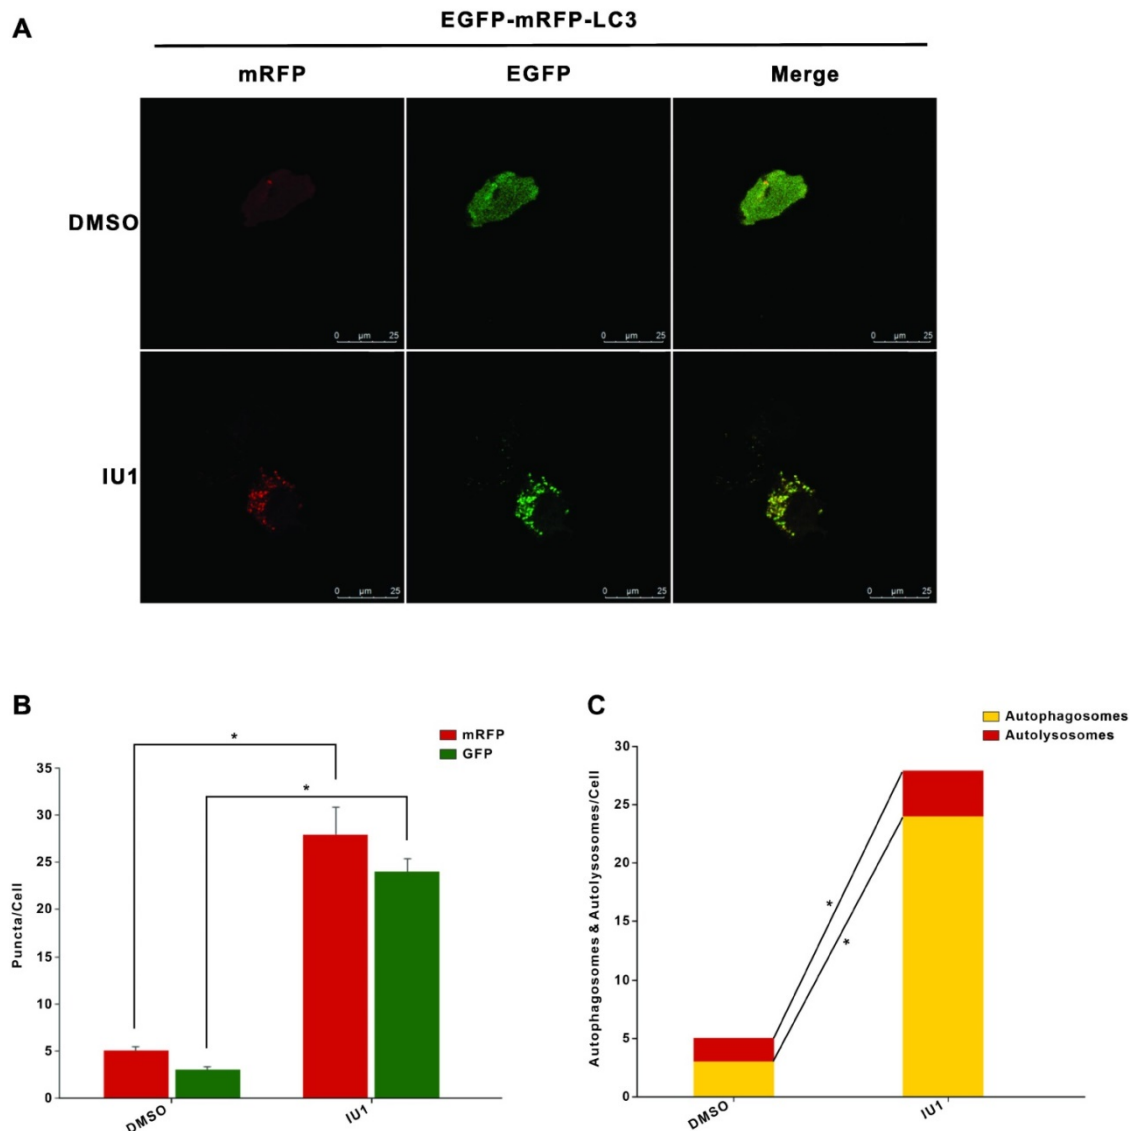 A
EGFP-mRFP-LC3
mRFP EGFP Merge
DMSO
0 µm 25 0 µm 25 0 µm 25
IU1
0 µm 25 0 µm 25 0 µm 25
B
mRFP
GFP
*
*
35
30
25
20
15
10
5
0
Puncta/Cell
DMSO IU1
C
Autophagosomes
Autolysosomes
30
25
20
25
10
5
0
Autophagosomes & Autolysosomes/Cell
*
*
DMSO IU1